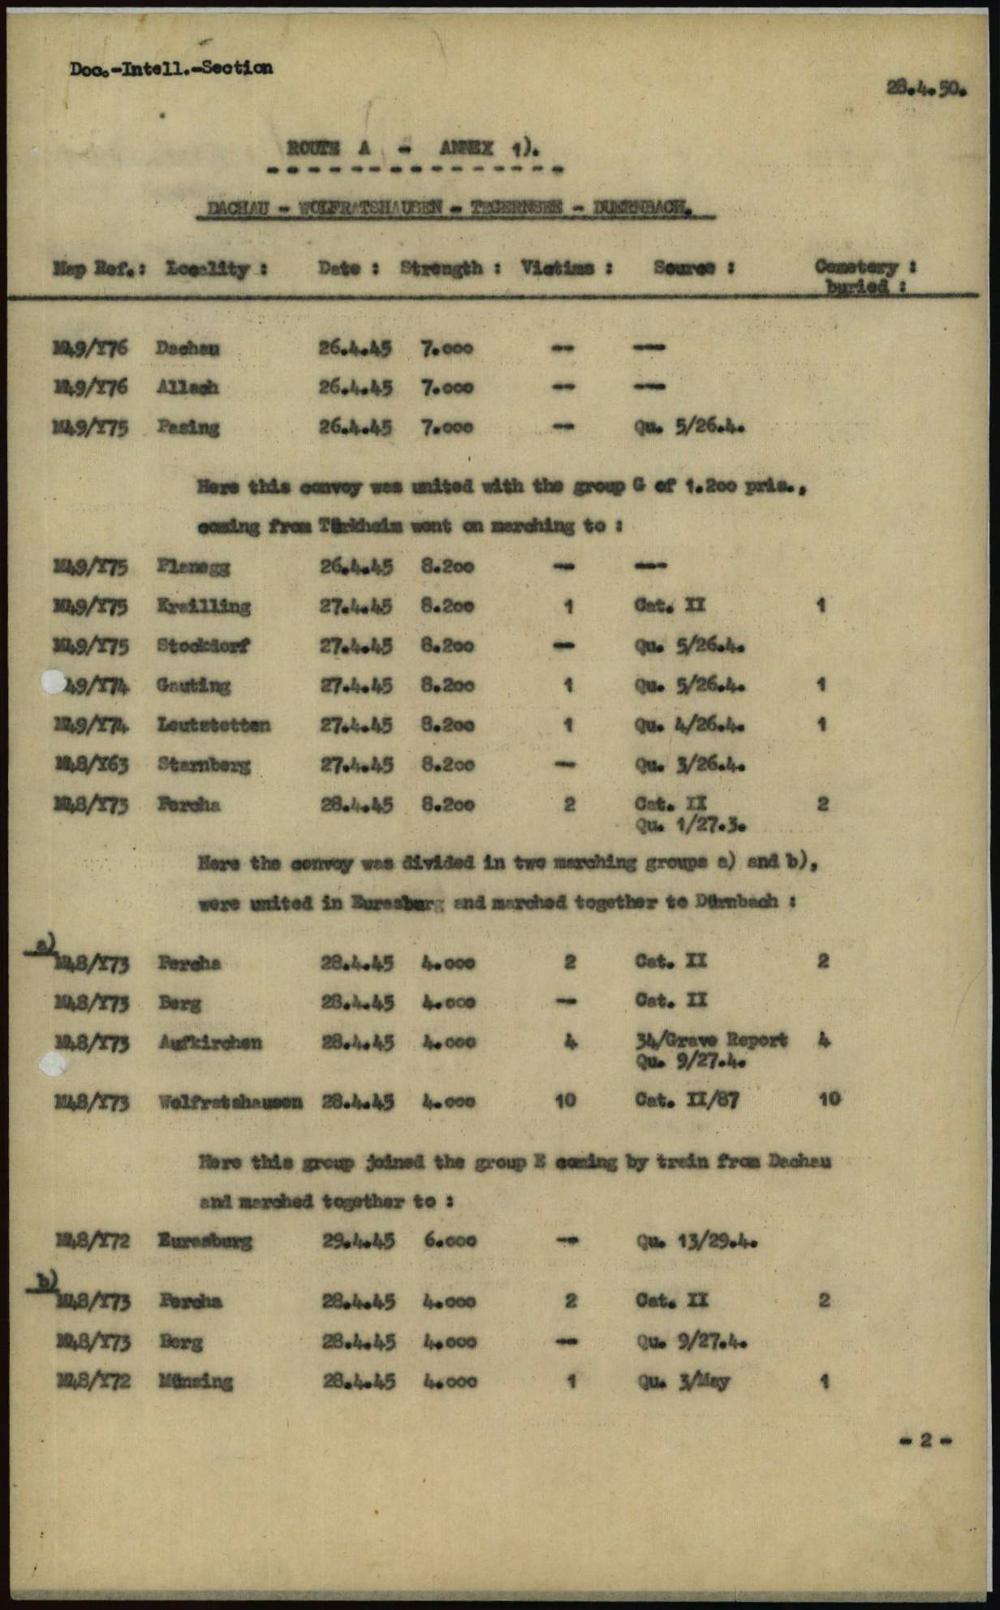 Doc.-Intell.-Section
28.4.50.
ROUTE A - ANNEX 1).
DACHAU - WOLFRATSHAUSEN - TEGERNSEE - DUERNBACH.
Map Ref.: Locality : Date : Strength : Victims : Source : Cemetery :
buried :
M49/Y76 Dachau 26.4.45 7.000 -- ---
M49/Y76 Allach 26.4.45 7.000 -- ---
M49/Y75 Pasing 26.4.45 7.000 -- Qu. 5/26.4.
Here this convoy was united with the group G of 1.200 pris.,
coming from Türkheim went on marching to :
M49/Y75 Planegg 26.4.45 8.200 -- ---
M49/Y75 Krailling 27.4.45 8.200 1 Cat. II 1
M49/Y75 Stockdorf 27.4.45 8.200 -- Qu. 5/26.4.
49/Y74 Gauting 27.4.45 8.200 1 Qu. 5/26.4. 1
M49/Y74 Leutstetten 27.4.45 8.200 1 Qu. 4/26.4. 1
M48/X63 Starnberg 27.4.45 8.200 -- Qu. 3/26.4.
M48/Y73 Percha 28.4.45 8.200 2 Cat. II 2
Qu. 1/27.3.
Here the convoy was divided in two marching groups a) and b),
were united in Eurasburg and marched together to Dürnbach :
a)
M48/Y73 Percha 28.4.45 4.000 2 Cat. II 2
M48/Y73 Berg 28.4.45 4.000 -- Cat. II
M48/Y73 Aufkirchen 28.4.45 4.000 4 34/Grave Report 4
Qu. 9/27.4.
M48/Y73 Wolfratshausen 28.4.45 4.000 10 Cat. II/87 10
Here this group joined the group E coming by train from Dachau
and marched together to :
M48/Y72 Eurasburg 29.4.45 6.000 -- Qu. 13/29.4.
b)
M48/Y73 Percha 28.4.45 4.000 2 Cat. II 2
M48/Y73 Berg 28.4.45 4.000 -- Qu. 9/27.4.
M48/Y72 Münsing 28.4.45 4.000 1 Qu. 3/May 1
- 2 -